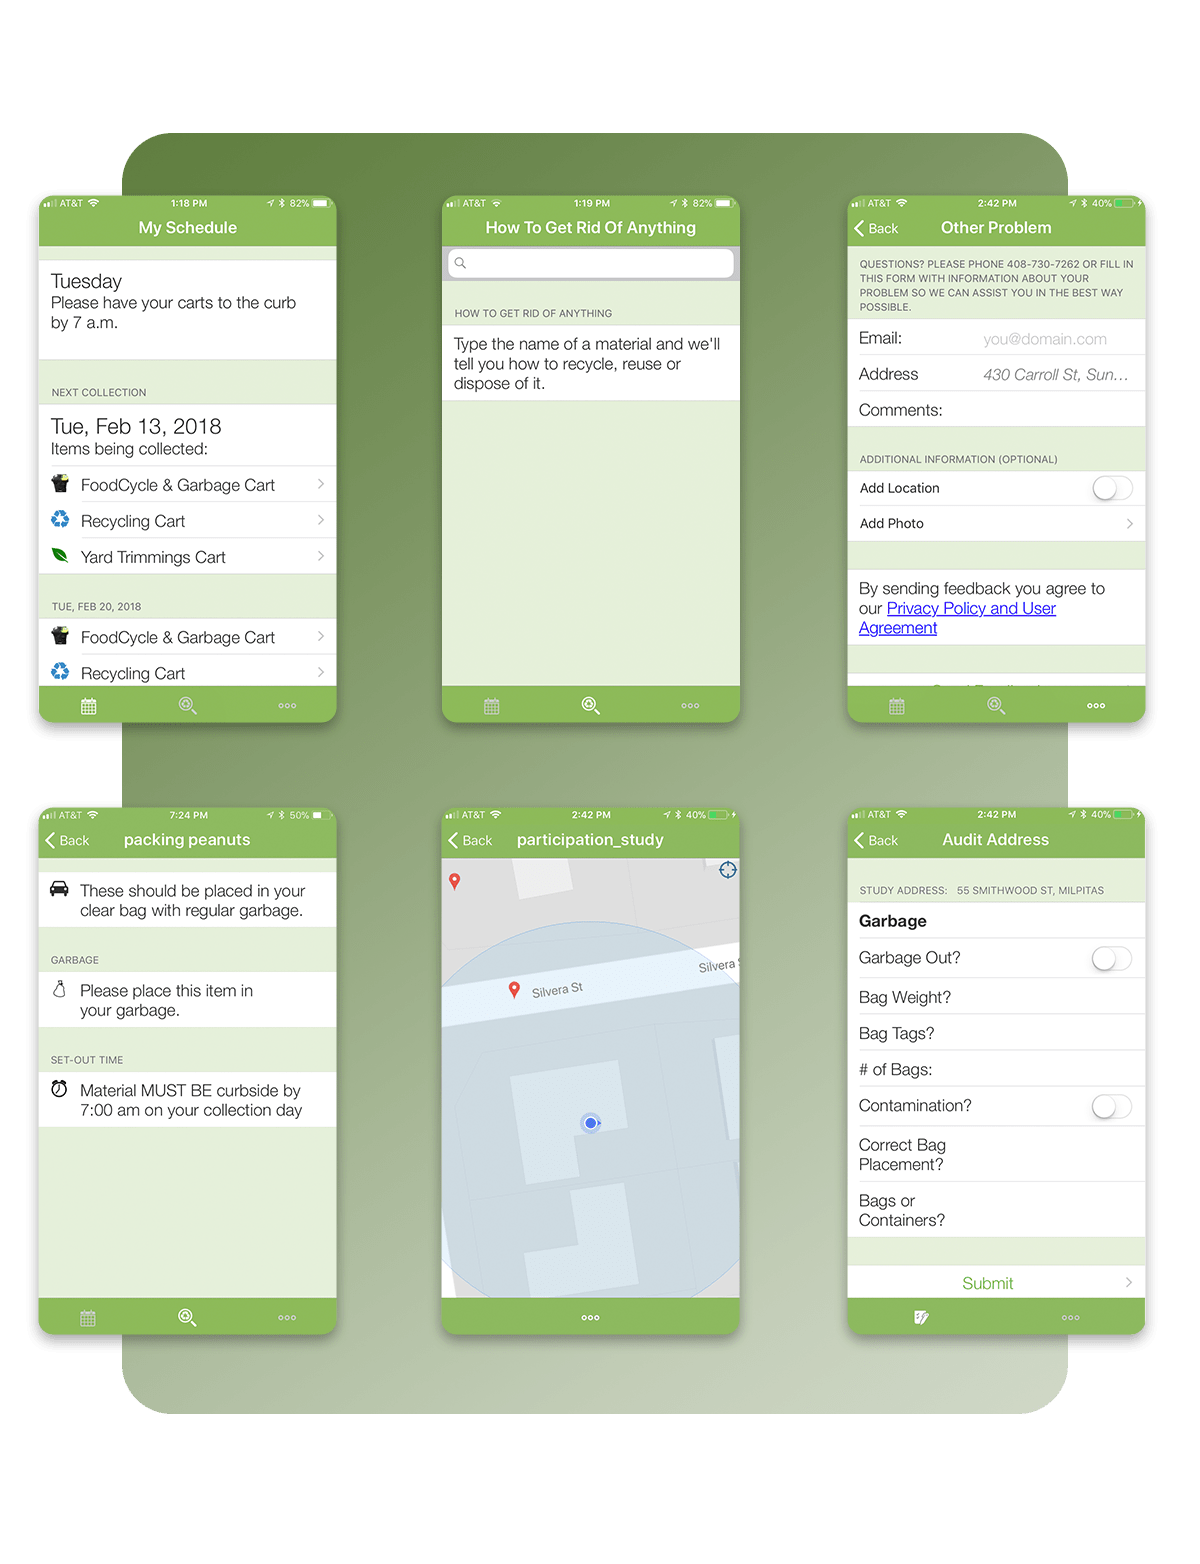 AT&T 1:18 PM 82%
My Schedule
Tuesday
Please have your carts to the curb
by 7 a.m.
NEXT COLLECTION
Tue, Feb 13, 2018
Items being collected:
FoodCycle & Garbage Cart
Recycling Cart
Yard Trimmings Cart
TUE, FEB 20, 2018
FoodCycle & Garbage Cart
Recycling Cart
AT&T 1:19 PM 82%
How To Get Rid Of Anything
HOW TO GET RID OF ANYTHING
Type the name of a material and we'll
tell you how to recycle, reuse or
dispose of it.
AT&T 2:42 PM 40%
Back Other Problem
QUESTIONS? PLEASE PHONE 408-730-7262 OR FILL IN
THIS FORM WITH INFORMATION ABOUT YOUR
PROBLEM SO WE CAN ASSIST YOU IN THE BEST WAY
POSSIBLE.
Email: you@domain.com
Address 430 Carroll St, Sun...
Comments:
ADDITIONAL INFORMATION (OPTIONAL)
Add Location
Add Photo
By sending feedback you agree to
our Privacy Policy and User
Agreement
AT&T 7:24 PM 50%
Back packing peanuts
These should be placed in your
clear bag with regular garbage.
GARBAGE
Please place this item in
your garbage.
SET-OUT TIME
Material MUST BE curbside by
7:00 am on your collection day
AT&T 2:42 PM 40%
Back participation_study
Silvera St
Silvera
AT&T 2:42 PM 40%
Back Audit Address
STUDY ADDRESS: 55 SMITHWOOD ST, MILPITAS
Garbage
Garbage Out?
Bag Weight?
Bag Tags?
# of Bags:
Contamination?
Correct Bag
Placement?
Bags or
Containers?
Submit